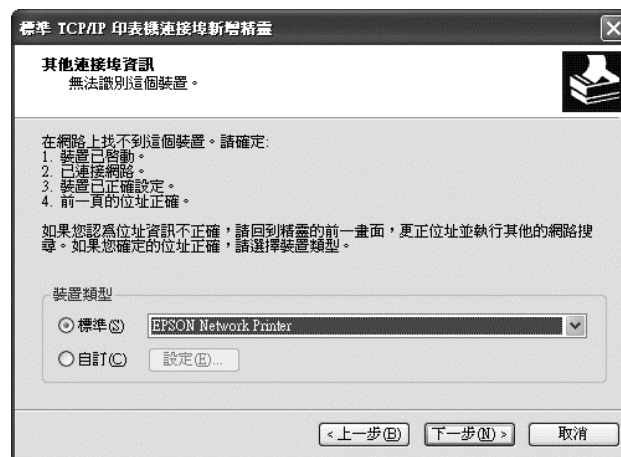 標準 TCP/IP 印表機連接埠新增精靈
其他連接埠資訊
無法識別這個裝置。
在網路上找不到這個裝置。請確定:
1. 裝置已啟動。
2. 已連接網路。
3. 裝置已正確設定。
4. 前一頁的位址正確。
如果您認為位址資訊不正確，請回到精靈的前一畫面，更正位址並執行其他的網路搜
尋。如果您確定的位址正確，請選擇裝置類型。
裝置類型
標準(S) EPSON Network Printer
自訂(C) 設定(E)...
<上一步(B) 下一步(N)> 取消